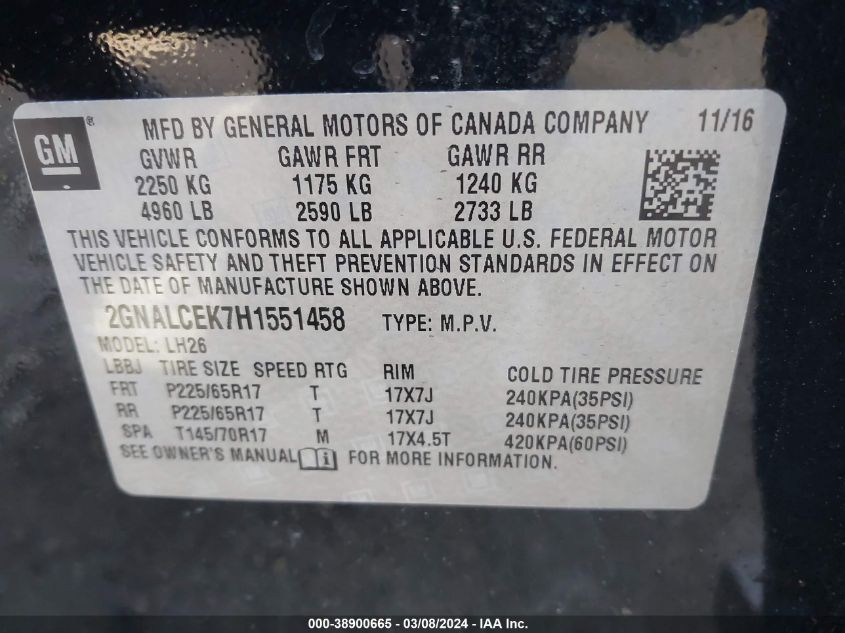 GM ®
MFD BY GENERAL MOTORS OF CANADA COMPANY 11/16
GVWR GAWR FRT GAWR RR
2250 KG 1175 KG 1240 KG
4960 LB 2590 LB 2733 LB
THIS VEHICLE CONFORMS TO ALL APPLICABLE U.S. FEDERAL MOTOR
VEHICLE SAFETY AND THEFT PREVENTION STANDARDS IN EFFECT ON
THE DATE OF MANUFACTURE SHOWN ABOVE.
2GNALCEK7H1551458 TYPE: M.P.V.
MODEL: LH26
LBBJ TIRE SIZE SPEED RTG RIM COLD TIRE PRESSURE
FRT P225/65R17 T 17X7J 240KPA(35PSI)
RR P225/65R17 T 17X7J 240KPA(35PSI)
SPA T145/70R17 M 17X4.5T 420KPA(60PSI)
SEE OWNER'S MANUAL i FOR MORE INFORMATION.
000-38900665 - 03/08/2024 - IAA Inc.